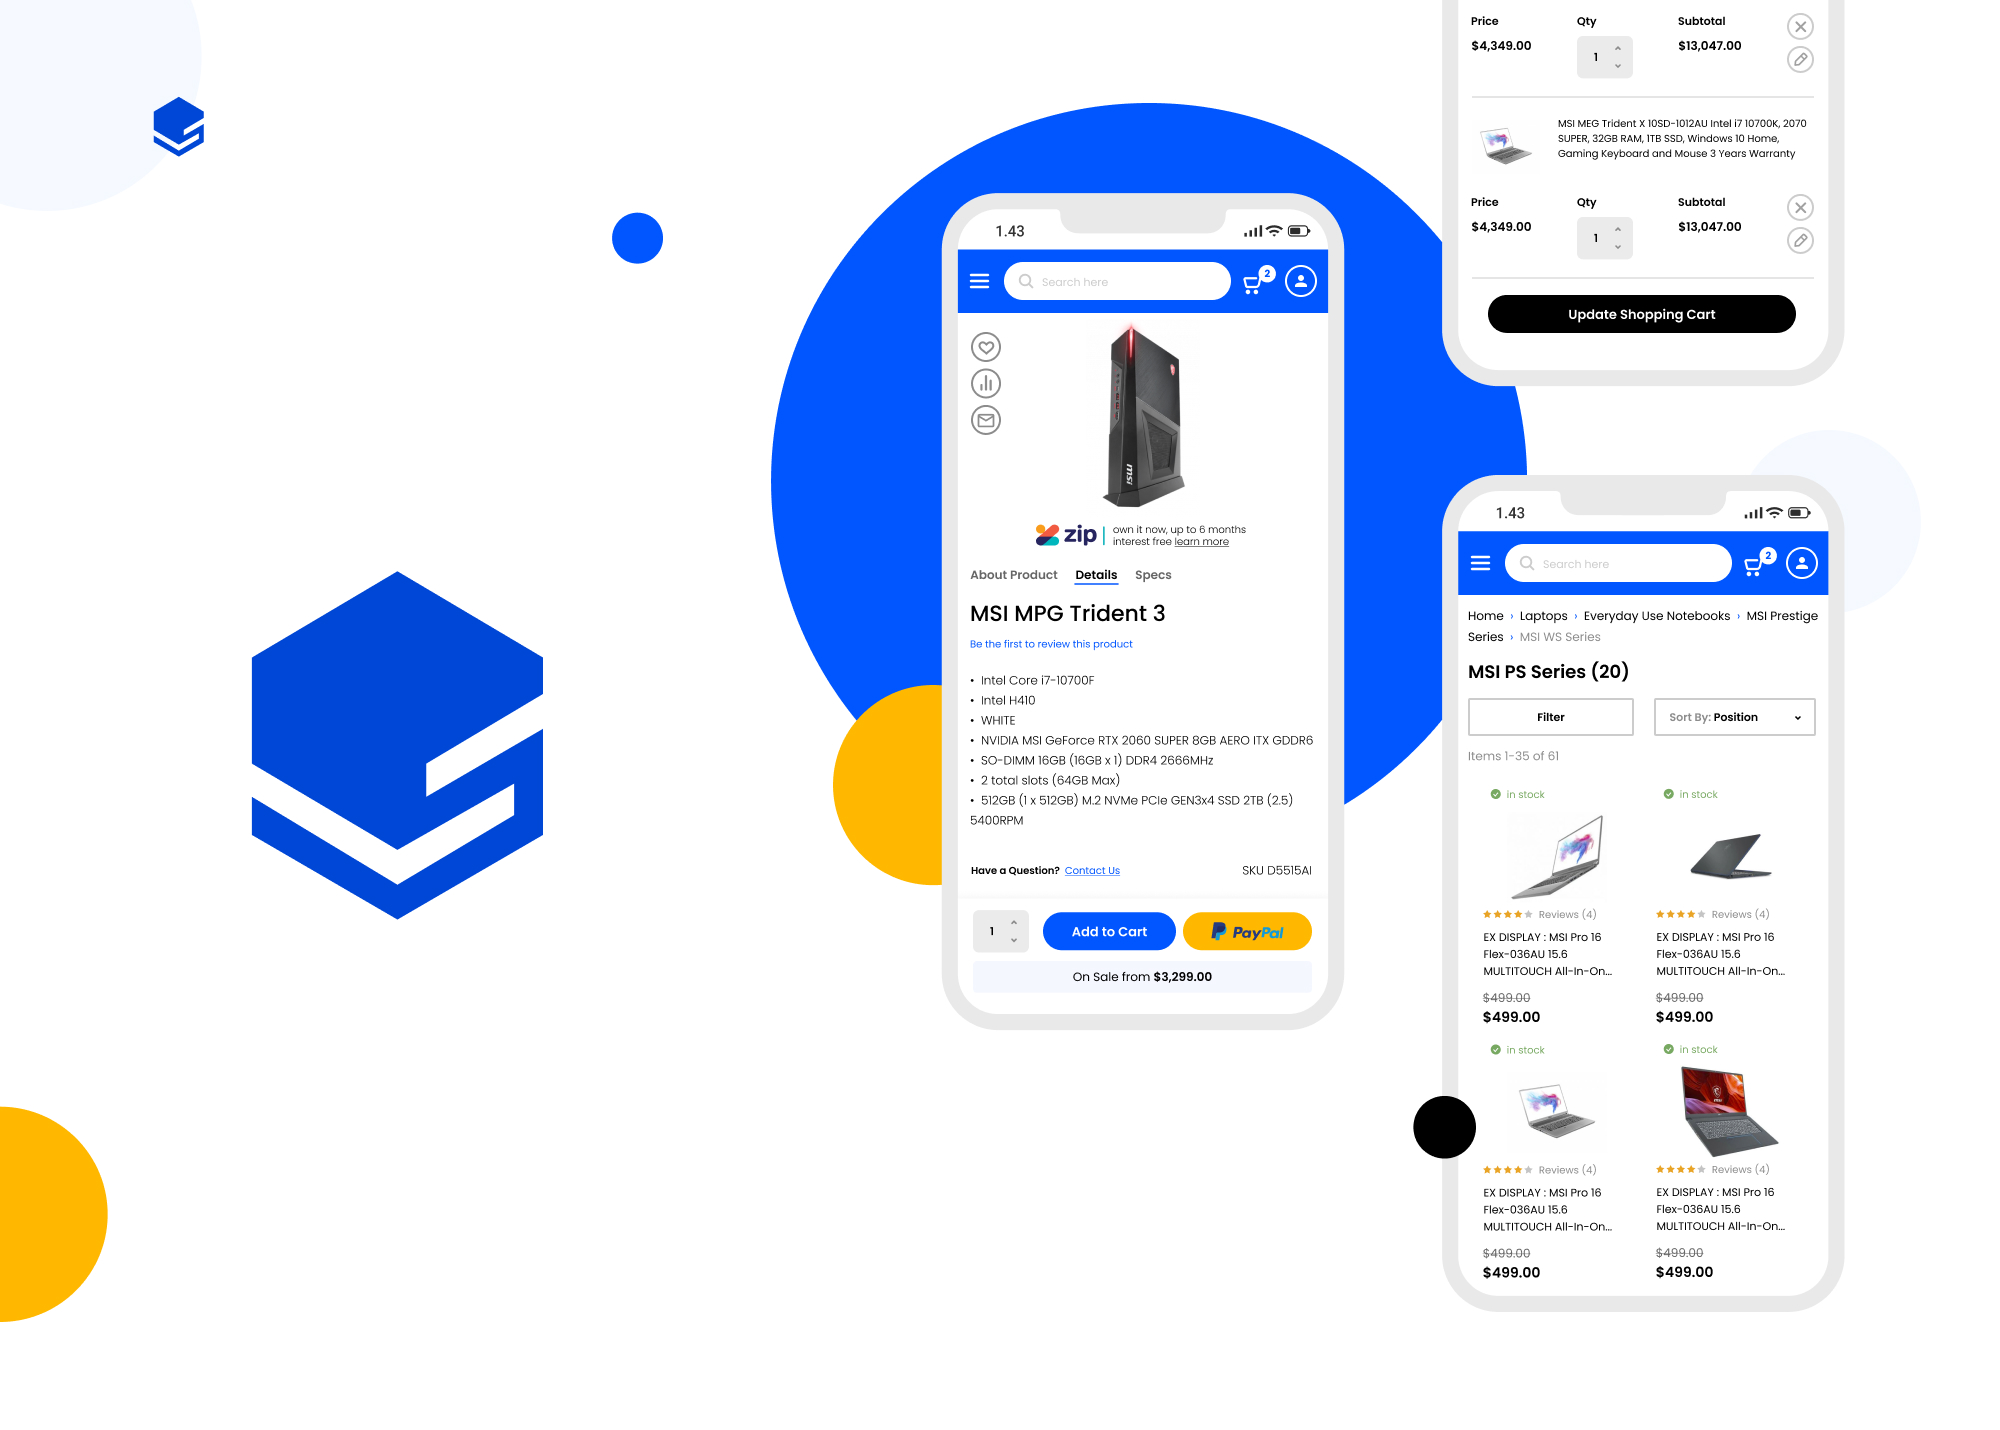 1.43
Search here
2
msi
zip
own it now, up to 6 months
interest free learn more
About Product Details Specs
MSI MPG Trident 3
Be the first to review this product
• Intel Core i7-10700F
• Intel H410
• WHITE
• NVIDIA MSI GeForce RTX 2060 SUPER 8GB AERO ITX GDDR6
• SO-DIMM 16GB (16GB x 1) DDR4 2666MHz
• 2 total slots (64GB Max)
• 512GB (1 x 512GB) M.2 NVMe PCIe GEN3x4 SSD 2TB (2.5)
5400RPM
Have a Question? Contact Us SKU D5515AI
1 Add to Cart PayPal
On Sale from $3,299.00
Price Qty Subtotal
$4,349.00 1 $13,047.00
MSI MEG Trident X 10SD-1012AU Intel i7 10700K, 2070
SUPER, 32GB RAM, 1TB SSD, Windows 10 Home,
Gaming Keyboard and Mouse 3 Years Warranty
Price Qty Subtotal
$4,349.00 1 $13,047.00
Update Shopping Cart
1.43
Search here
2
Home › Laptops › Everyday Use Notebooks › MSI Prestige
Series › MSI WS Series
MSI PS Series (20)
Filter
Sort By: Position
Items 1-35 of 61
in stock
Reviews (4)
EX DISPLAY : MSI Pro 16
Flex-036AU 15.6
MULTITOUCH All-In-On...
$499.00
$499.00
in stock
Reviews (4)
EX DISPLAY : MSI Pro 16
Flex-036AU 15.6
MULTITOUCH All-In-On...
$499.00
$499.00
in stock
Reviews (4)
EX DISPLAY : MSI Pro 16
Flex-036AU 15.6
MULTITOUCH All-In-On...
$499.00
$499.00
in stock
Reviews (4)
EX DISPLAY : MSI Pro 16
Flex-036AU 15.6
MULTITOUCH All-In-On...
$499.00
$499.00